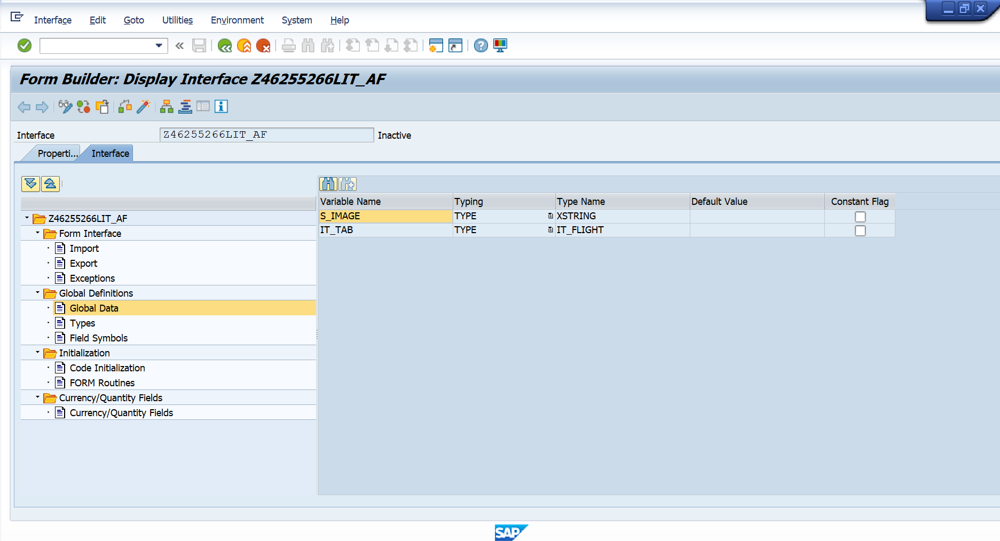 Interface Edit Goto Utilities Environment System Help
Form Builder: Display Interface Z46255266LIT_AF
Interface Z46255266LIT_AF Inactive
Properti... Interface
Variable Name Typing Type Name Default Value Constant Flag
S_IMAGE TYPE XSTRING
IT_TAB TYPE IT_FLIGHT
Z46255266LIT_AF
Form Interface
Import
Export
Exceptions
Global Definitions
Global Data
Types
Field Symbols
Initialization
Code Initialization
FORM Routines
Currency/Quantity Fields
Currency/Quantity Fields
SAP